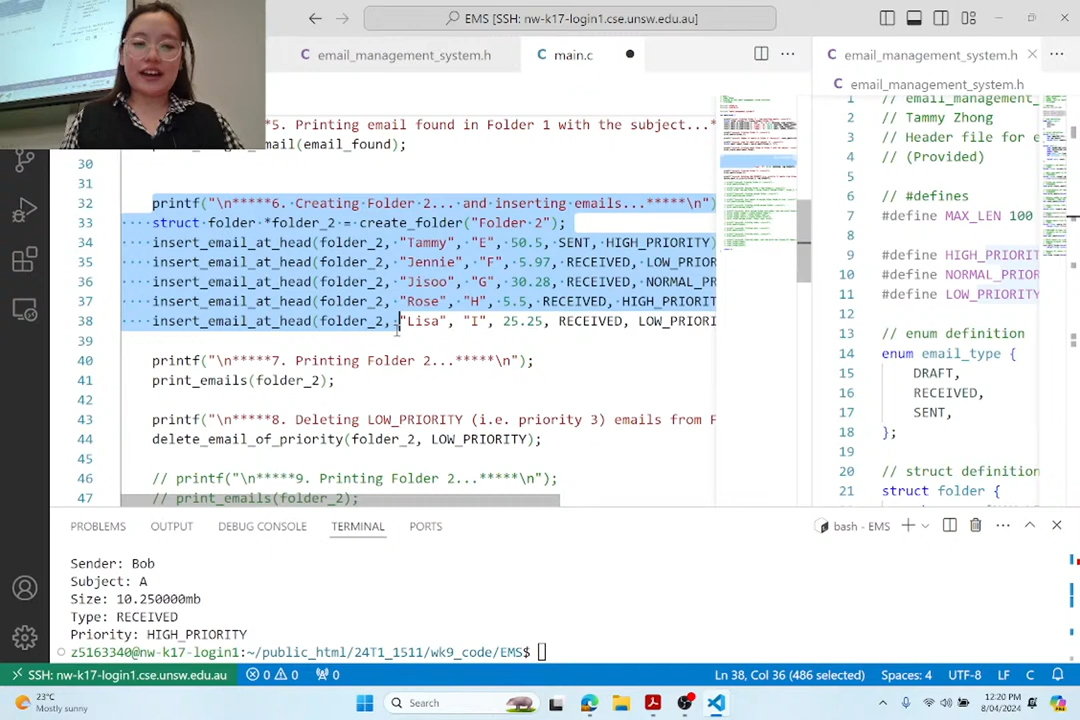 EMS [SSH: nw-k17-login1.cse.unsw.edu.au]
C email_management_system.h
C main.c
email_management_system.h
C email_management_system.h
*5. Printing email found in Folder 1 with the subject...*
mail(email_found);
30
31
32 printf("\n*****6. Creating Folder 2... and inserting emails...*****\n")
33 struct folder *folder_2 = create_folder("Folder 2");
34 insert_email_at_head(folder_2, "Tammy", "E", 50.5, SENT, HIGH_PRIORITY)
35 insert_email_at_head(folder_2, "Jennie", "F", 5.97, RECEIVED, LOW_PRIOR
36 insert_email_at_head(folder_2, "Jisoo", "G", 30.28, RECEIVED, NORMAL_PR
37 insert_email_at_head(folder_2, "Rose", "H", 5.5, RECEIVED, HIGH_PRIORIT
38 insert_email_at_head(folder_2, "Lisa", "I", 25.25, RECEIVED, LOW_PRIORI
39
40 printf("\n*****7. Printing Folder 2...*****\n");
41 print_emails(folder_2);
42
43 printf("\n*****8. Deleting LOW_PRIORITY (i.e. priority 3) emails from F
44 delete_email_of_priority(folder_2, LOW_PRIORITY);
45
46 // printf("\n*****9. Printing Folder 2...*****\n");
47 // print_emails(folder_2);
1 // email_management_
2 // Tammy Zhong
3 // Header file for e
4 // (Provided)
5
6 // #defines
7 #define MAX_LEN 100
8
9 #define HIGH_PRIORIT
10 #define NORMAL_PRIOR
11 #define LOW_PRIORITY
12
13 // enum definition
14 enum email_type {
15 DRAFT,
16 RECEIVED,
17 SENT,
18 };
19
20 // struct definition
21 struct folder {
PROBLEMS OUTPUT DEBUG CONSOLE TERMINAL PORTS
bash - EMS
Sender: Bob
Subject: A
Size: 10.250000mb
Type: RECEIVED
Priority: HIGH_PRIORITY
z5163340@nw-k17-login1:~/public_html/24T1_1511/wk9_code/EMS$
SSH: nw-k17-login1.cse.unsw.edu.au 0 0 0 Ln 38, Col 36 (486 selected) Spaces: 4 UTF-8 LF C
23°C
Mostly sunny
Search
12:20 PM
8/04/2024